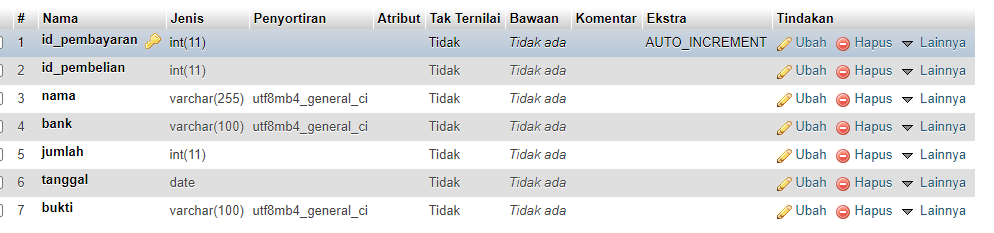 # Nama Jenis Penyortiran Atribut Tak Ternilai Bawaan Komentar Ekstra Tindakan
1 id_pembayaran int(11) Tidak Tidak ada AUTO_INCREMENT Ubah Hapus Lainnya
2 id_pembelian int(11) Tidak Tidak ada Ubah Hapus Lainnya
3 nama varchar(255) utf8mb4_general_ci Tidak Tidak ada Ubah Hapus Lainnya
4 bank varchar(100) utf8mb4_general_ci Tidak Tidak ada Ubah Hapus Lainnya
5 jumlah int(11) Tidak Tidak ada Ubah Hapus Lainnya
6 tanggal date Tidak Tidak ada Ubah Hapus Lainnya
7 bukti varchar(100) utf8mb4_general_ci Tidak Tidak ada Ubah Hapus Lainnya